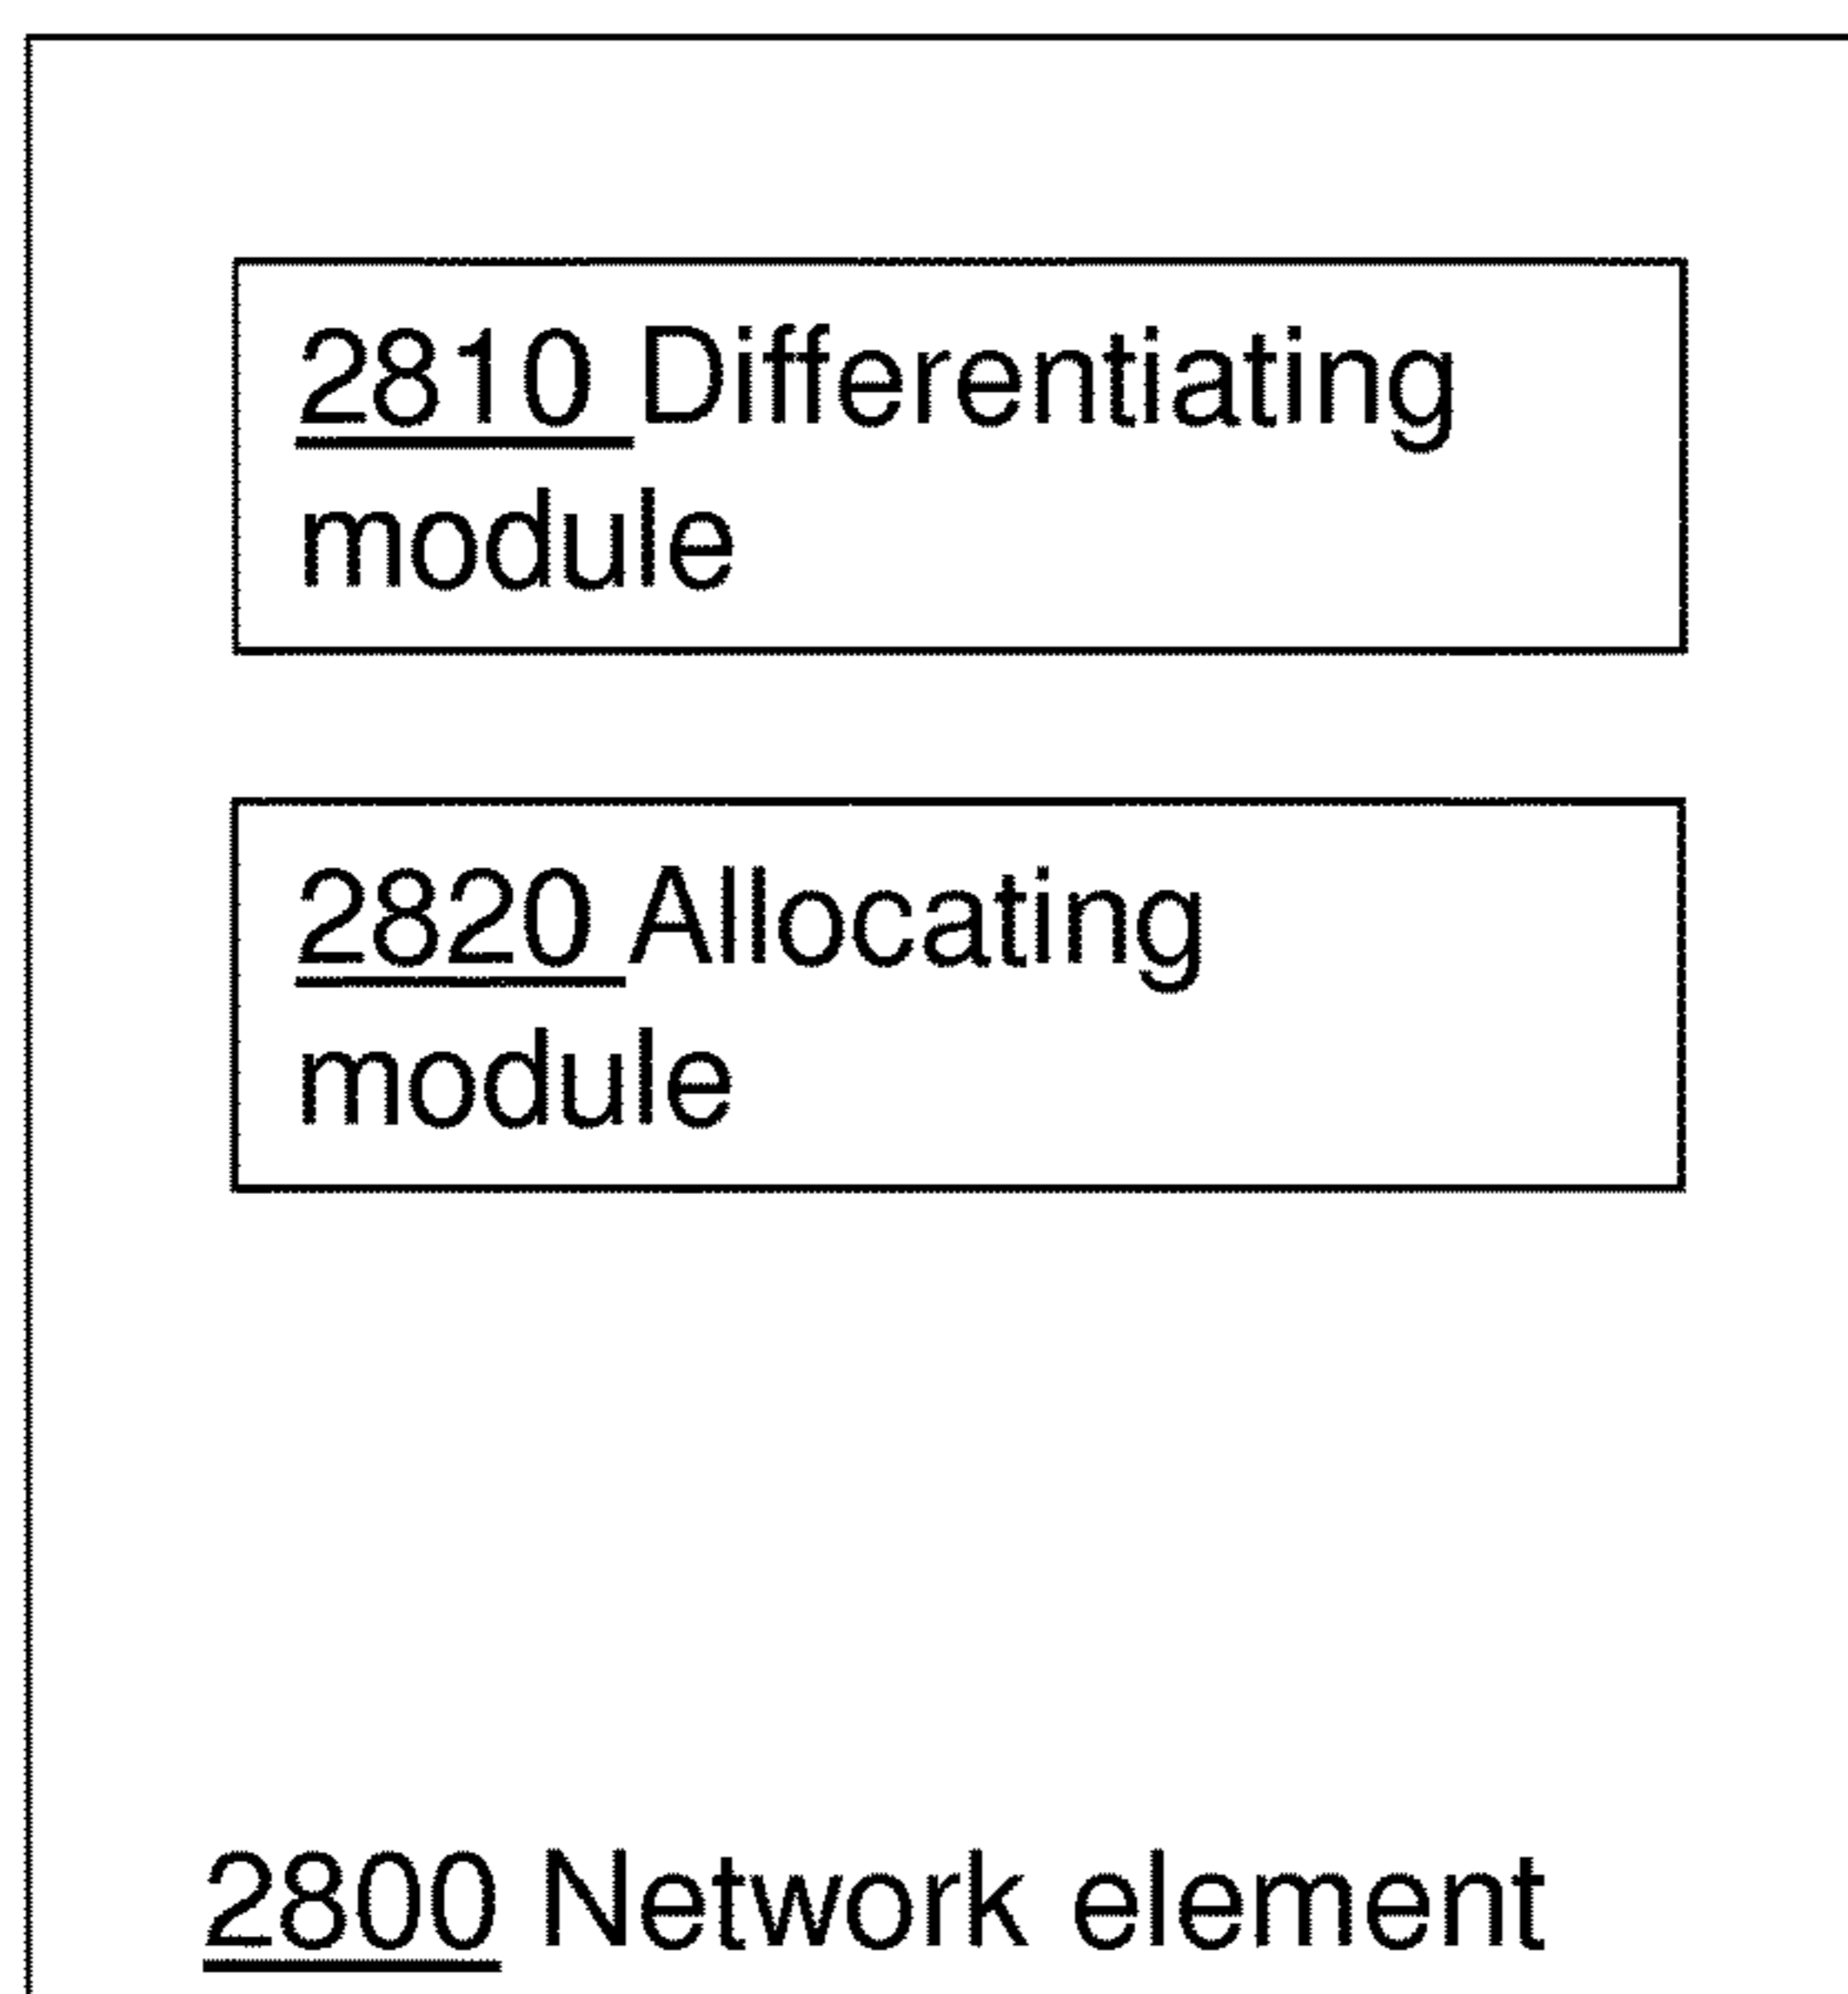 2810 Differentiating
module
2820 Allocating
module
2800 Network element